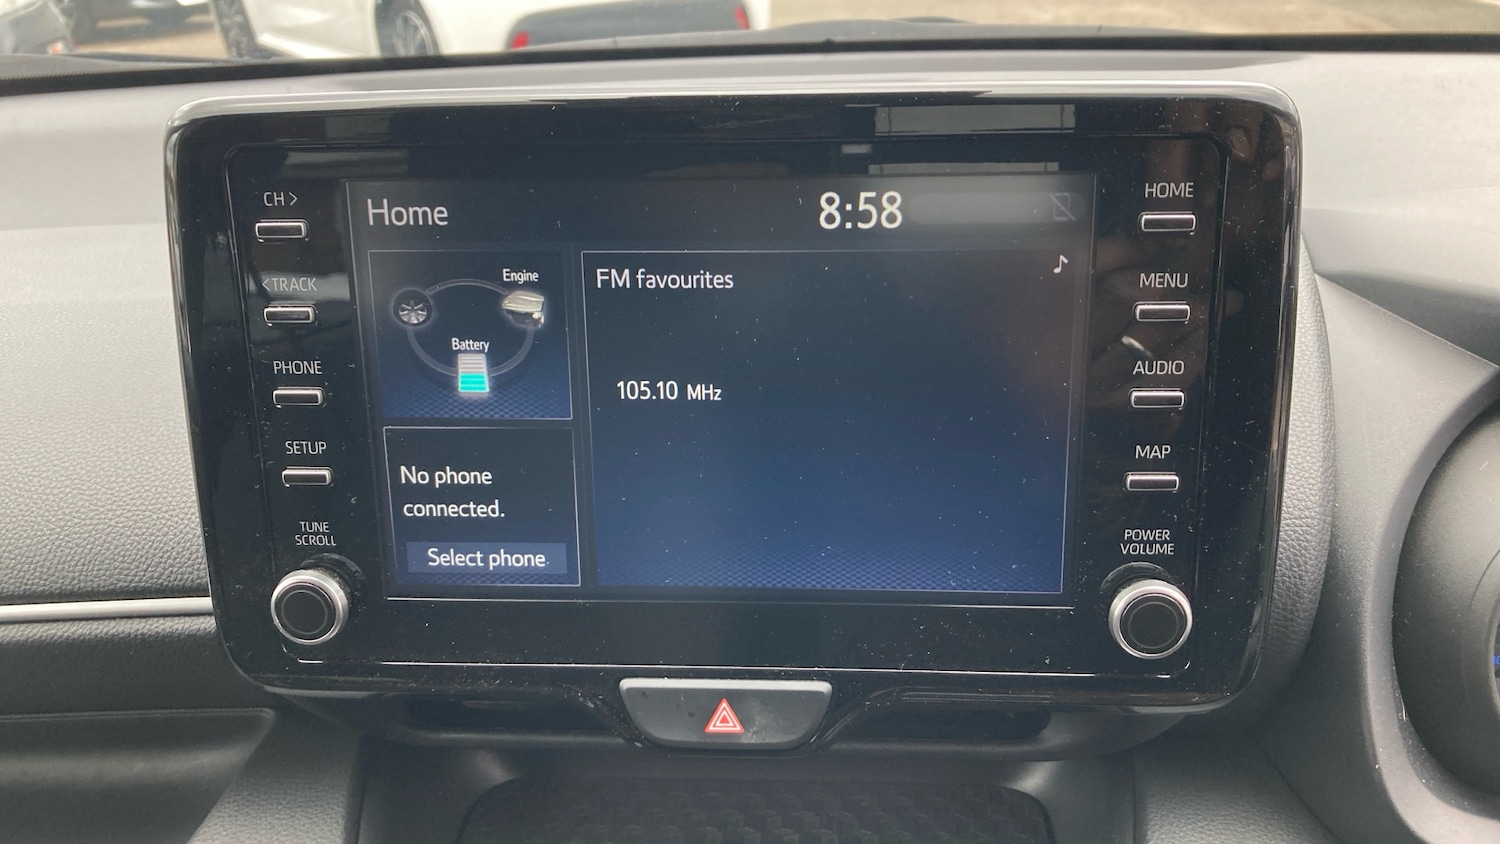 CH >
< TRACK
PHONE
SETUP
TUNE
SCROLL
Home
8:58
Engine
Battery
No phone
connected.
Select phone
FM favourites
105.10 MHz
HOME
MENU
AUDIO
MAP
POWER
VOLUME